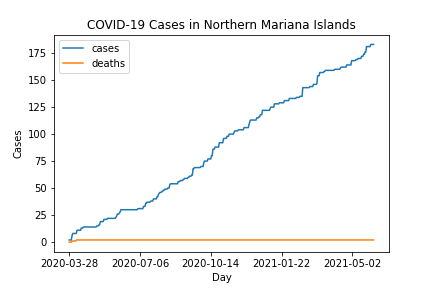 COVID-19 Cases in Northern Mariana Islands
cases
deaths
175
150
125
100
75
50
25
0
Cases
2020-03-28 2020-07-06 2020-10-14 2021-01-22 2021-05-02
Day